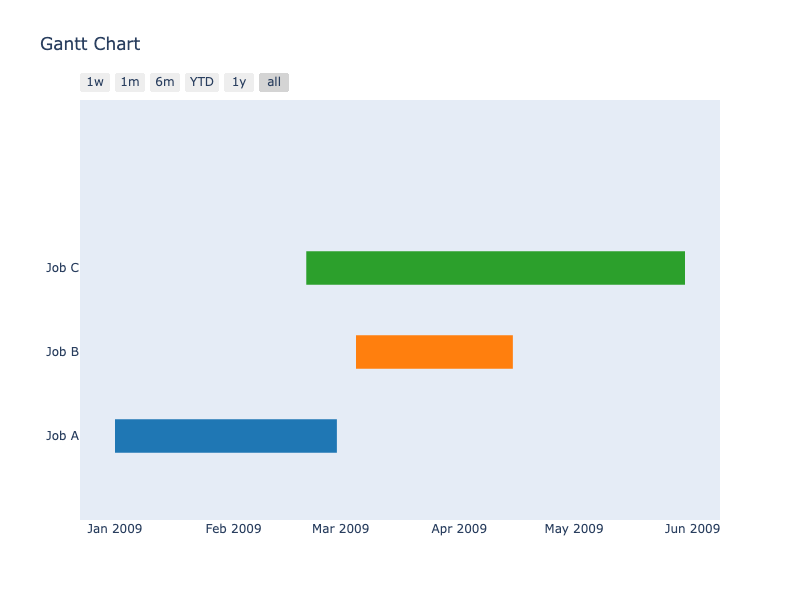 Gantt Chart
1w 1m 6m YTD 1y all
Job C
Job B
Job A
Jan 2009 Feb 2009 Mar 2009 Apr 2009 May 2009 Jun 2009